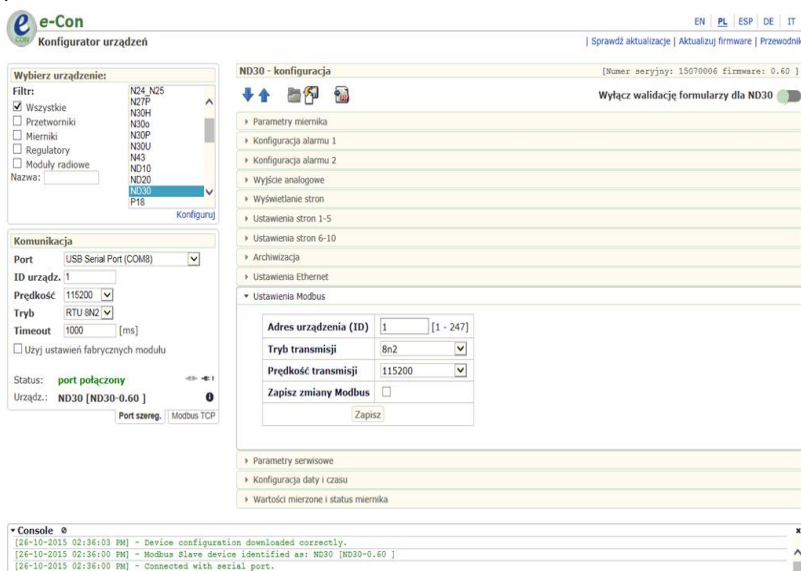 e-Con
Konfigurator urządzeń
EN PL ESP DE IT
| Sprawdź aktualizacje | Aktualizuj firmware | Przewodnik
Wybierz urządzenie:
Filtr:
Wszystkie
Przetworniki
Mierniki
Regulatory
Moduły radiowe
Nazwa:
N24_N25
N27P
N30H
N30o
N30P
N30U
N43
ND10
ND20
ND30
P18
Konfiguruj
Komunikacja
Port USB Serial Port (COM8)
ID urządz. 1
Prędkość 115200
Tryb RTU 8N2
Timeout 1000 [ms]
Użyj ustawień fabrycznych modułu
Status: port połączony
Urządz.: ND30 [ND30-0.60 ]
Port szereg. Modbus TCP
ND30 - konfiguracja [Numer seryjny: 15070006 firmware: 0.60 ]
Wyłącz walidację formularzy dla ND30
Parametry miernika
Konfiguracja alarmu 1
Konfiguracja alarmu 2
Wyjście analogowe
Wyświetlanie stron
Ustawienia stron 1-5
Ustawienia stron 6-10
Archiwizacja
Ustawienia Ethernet
Ustawienia Modbus
Adres urządzenia (ID) 1 [1 - 247]
Tryb transmisji 8n2
Prędkość transmisji 115200
Zapisz zmiany Modbus
Zapisz
Parametry serwisowe
Konfiguracja daty i czasu
Wartości mierzone i status miernika
Console
[26-10-2015 02:36:03 PM] - Device configuration downloaded correctly.
[26-10-2015 02:36:00 PM] - Modbus Slave device identified as: ND30 [ND30-0.60 ]
[26-10-2015 02:36:00 PM] - Connected with serial port.